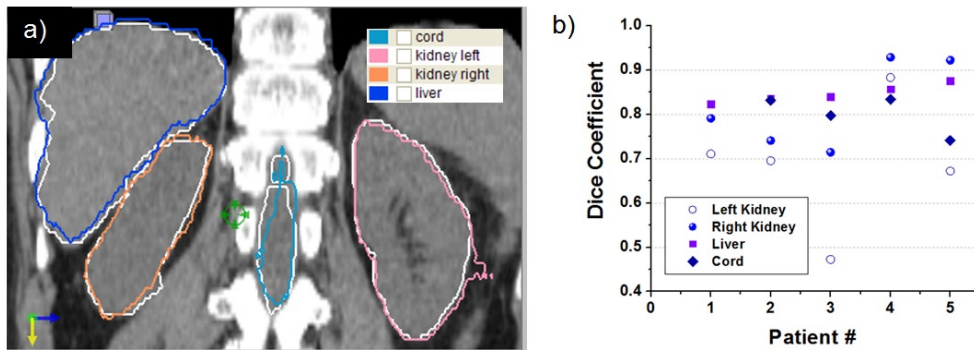 a)
cord
kidney left
kidney right
liver
b)
Dice Coefficient
1.0
0.9
0.8
0.7
0.6
0.5
0.4
Left Kidney
Right Kidney
Liver
Cord
1 2 3 4 5
Patient #